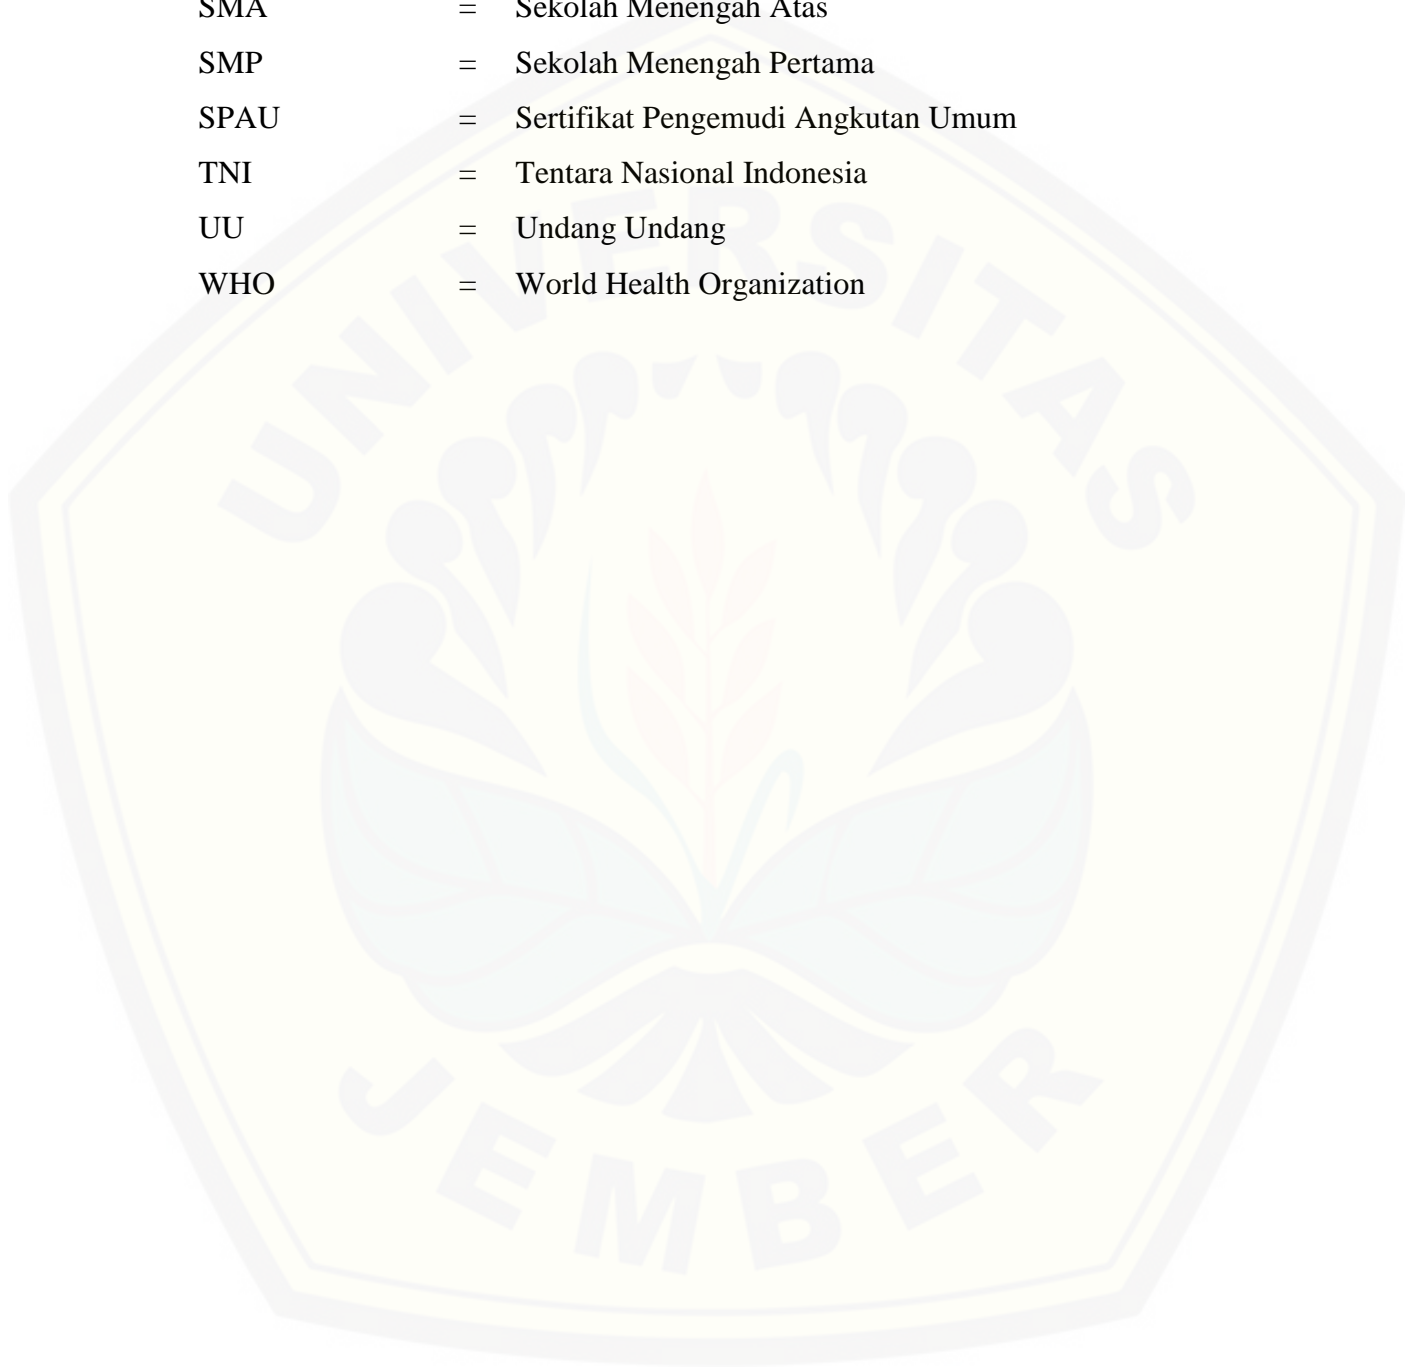 SMA = Sekolah Menengah Atas
SMP = Sekolah Menengah Pertama
SPAU = Sertifikat Pengemudi Angkutan Umum
TNI = Tentara Nasional Indonesia
UU = Undang Undang
WHO = World Health Organization
UNIVERSITAS
JEMBER